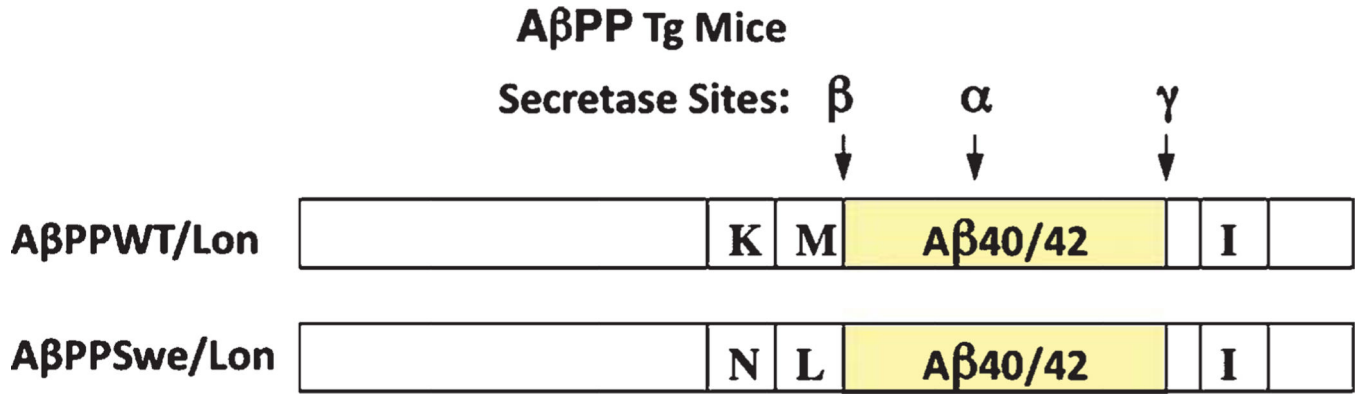 AβPP Tg Mice
Secretase Sites: β α γ
AβPPWT/Lon K M Aβ40/42 I
AβPPSwe/Lon N L Aβ40/42 I